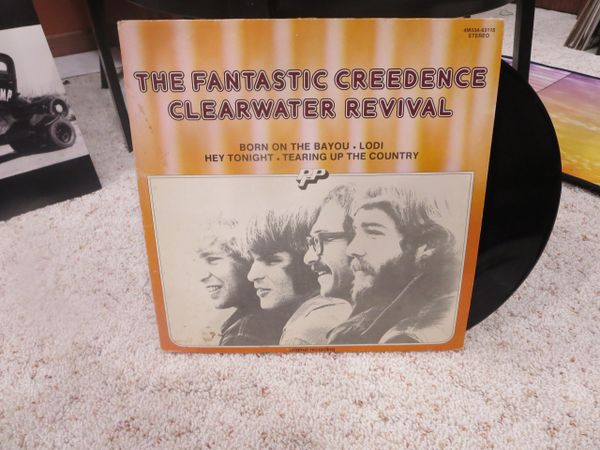 STEREO
THE FANTASTIC CREEDENCE
CLEARWATER REVIVAL
BORN ON THE BAYOU • LODI
HEY TONIGHT • TEARING UP THE COUNTRY